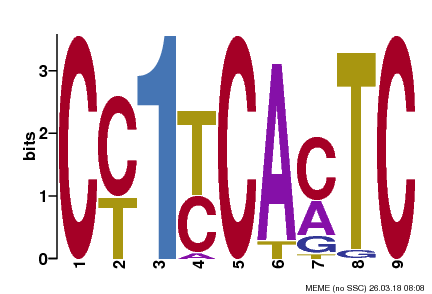 3
2
1
0
bits
C C 1 T C A C T C
T C T A G
A G
T
1 2 3 4 5 6 7 8 9
MEME (no SSC) 26.03.18 08:08